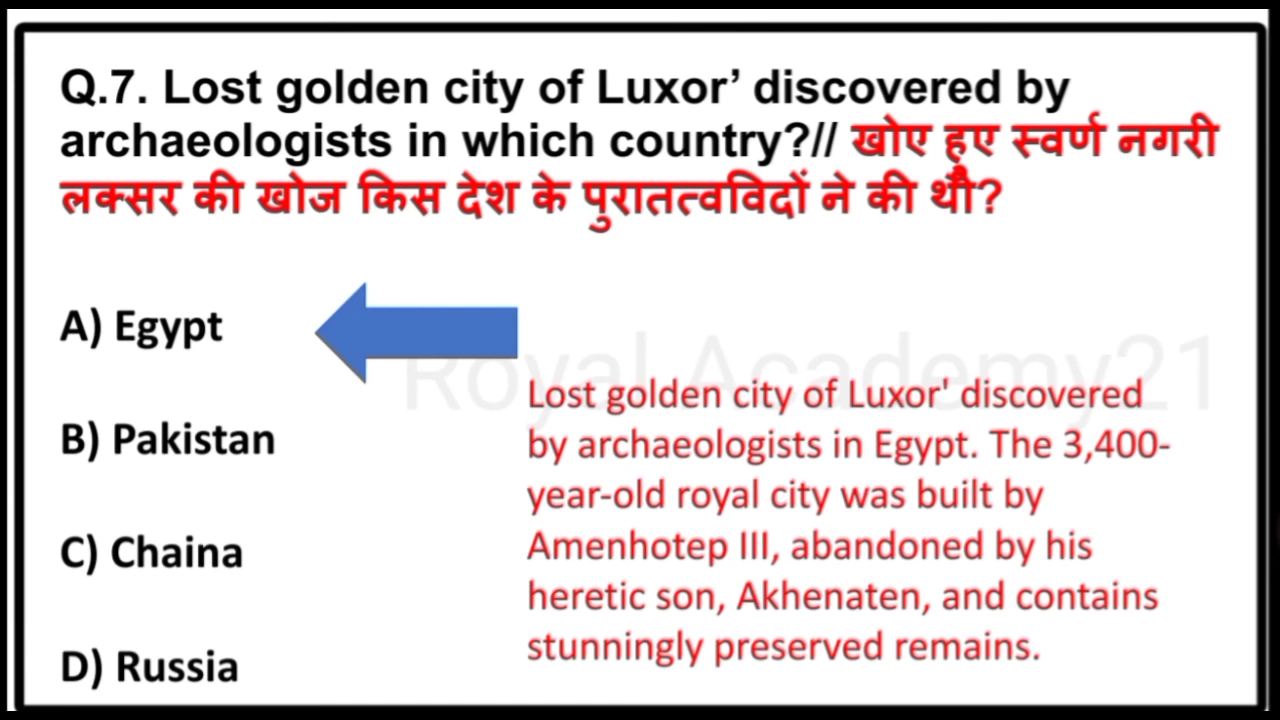 Q.7. Lost golden city of Luxor’ discovered by
archaeologists in which country?// खोए हुए स्वर्ण नगरी
लक्सर की खोज किस देश के पुरातत्वविदों ने की थी?
A) Egypt
Royal Academy21
Lost golden city of Luxor' discovered
by archaeologists in Egypt. The 3,400-
year-old royal city was built by
Amenhotep III, abandoned by his
heretic son, Akhenaten, and contains
stunningly preserved remains.
B) Pakistan
C) Chaina
D) Russia